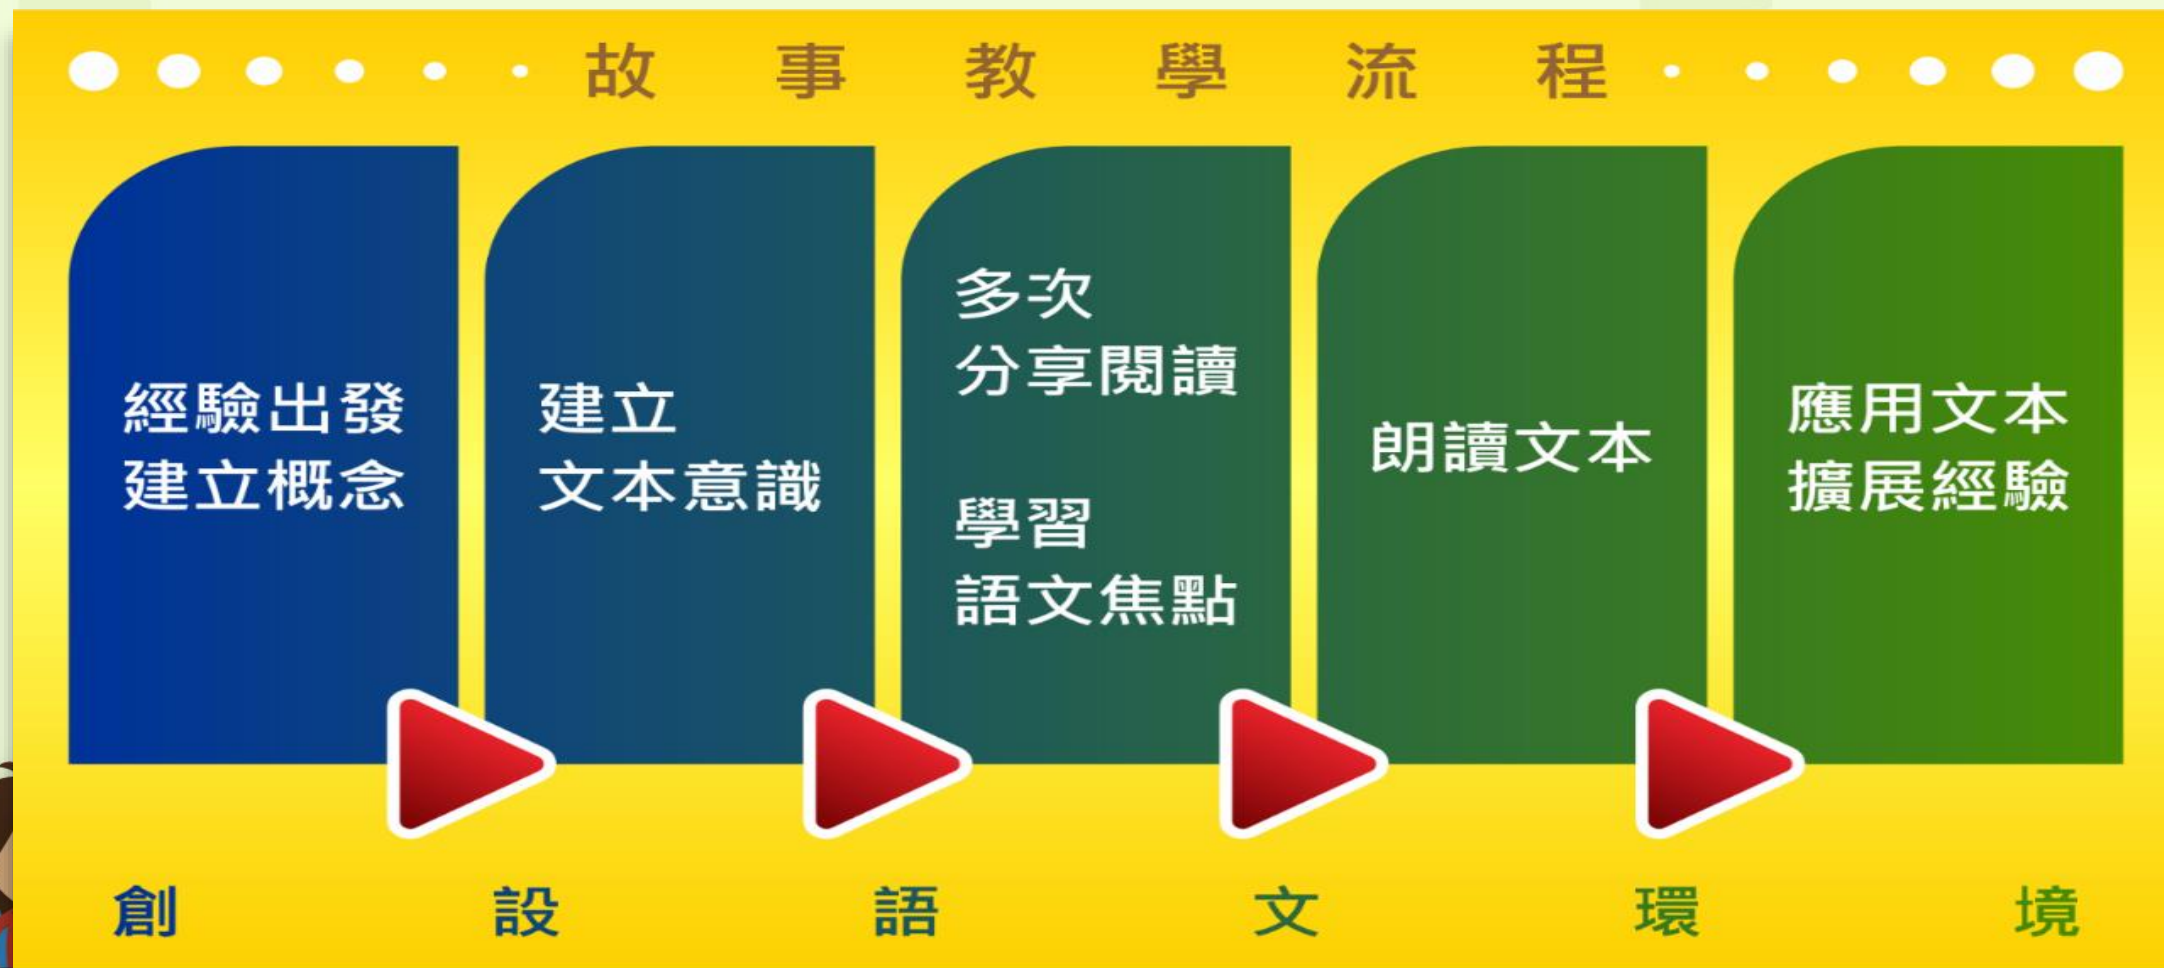 故事教學流程
經驗出發
建立概念
建立
文本意識
多次
分享閱讀
學習
語文焦點
朗讀文本
應用文本
擴展經驗
創設語文環境